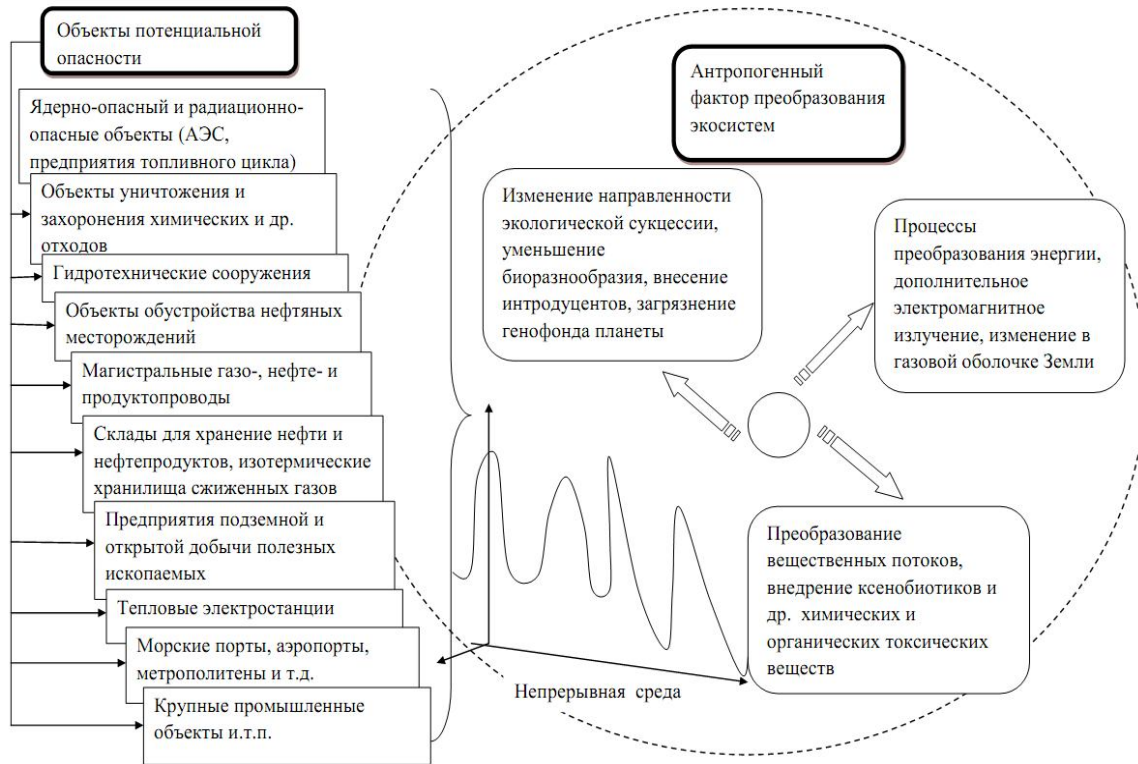 Объекты потенциальной
опасности
Ядерно-опасный и радиационно-
опасные объекты (АЭС,
предприятия топливного цикла)
Объекты уничтожения и
захоронения химических и др.
отходов
Гидротехнические сооружения
Объекты обустройства нефтяных
месторождений
Магистральные газо-, нефте- и
продуктопроводы
Склады для хранение нефти и
нефтепродуктов, изотермические
хранилища сжиженных газов
Предприятия подземной и
открытой добычи полезных
ископаемых
Тепловые электростанции
Морские порты, аэропорты,
метрополитены и т.д.
Крупные промышленные
объекты и.т.п.
Антропогенный
фактор преобразования
экосистем
Изменение направленности
экологической сукцессии,
уменьшение
биоразнообразия, внесение
интродуцентов, загрязнение
генофонда планеты
Процессы
преобразования энергии,
дополнительное
электромагнитное
излучение, изменение в
газовой оболочке Земли
Преобразование
вещественных потоков,
внедрение ксенобиотиков и
др. химических и
органических токсических
веществ
Непрерывная среда